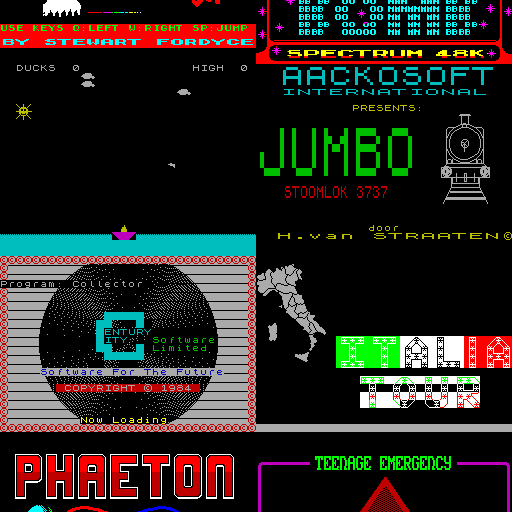 USE KEYS Q:LEFT W:RIGHT SP:JUMP
BY STEWART FORDYCE
SPECTRUM 48K
DUCKS 0 HIGH 0
AACKOSOFT
INTERNATIONAL
PRESENTS:
JUMBO
STOOMLOK 3737
door
H.van STRAATEN©
Program: Collector
CENTURY
CITY
Software
Limited
Software For The Future
COPYRIGHT © 1984
Now Loading
ITALIA
TOUR
PHAETON
TEENAGE EMERGENCY